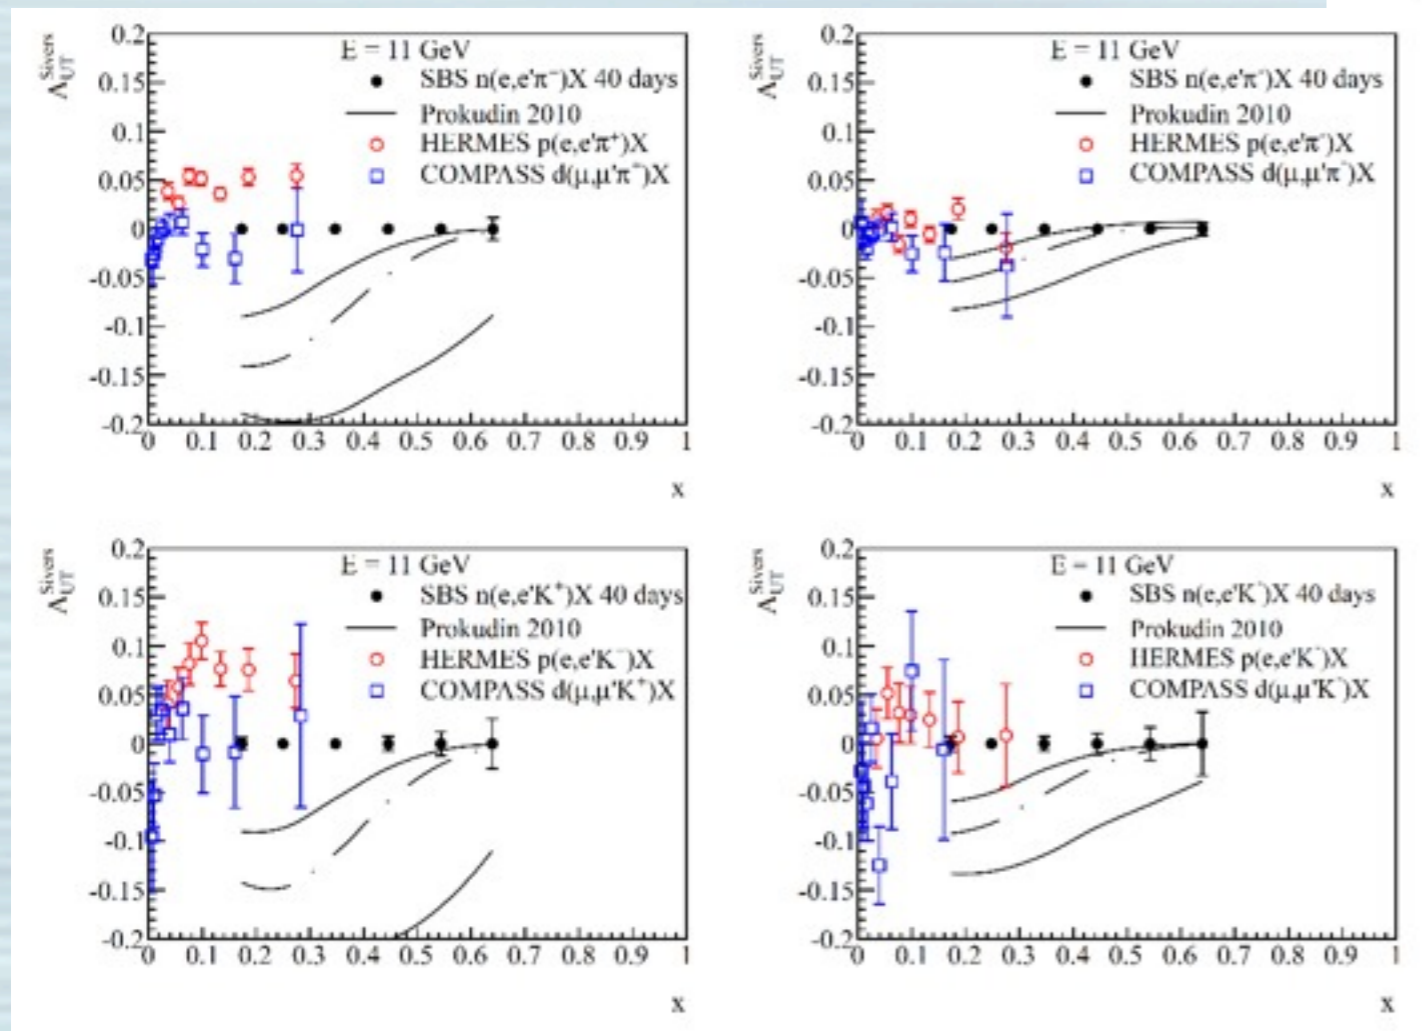 A_UT^Sivers
E = 11 GeV
SBS n(e,e'π⁺)X 40 days
Prokudin 2010
HERMES p(e,e'π⁺)X
COMPASS d(μ,μ'π⁺)X
0.2
0.15
0.1
0.05
0
-0.05
-0.1
-0.15
-0.2
0 0.1 0.2 0.3 0.4 0.5 0.6 0.7 0.8 0.9 1
x
A_UT^Sivers
E = 11 GeV
SBS n(e,e'π⁻)X 40 days
Prokudin 2010
HERMES p(e,e'π⁻)X
COMPASS d(μ,μ'π⁻)X
0.2
0.15
0.1
0.05
0
-0.05
-0.1
-0.15
-0.2
0 0.1 0.2 0.3 0.4 0.5 0.6 0.7 0.8 0.9 1
x
A_UT^Sivers
E = 11 GeV
SBS n(e,e'K⁺)X 40 days
Prokudin 2010
HERMES p(e,e'K⁺)X
COMPASS d(μ,μ'K⁺)X
0.2
0.15
0.1
0.05
0
-0.05
-0.1
-0.15
-0.2
0 0.1 0.2 0.3 0.4 0.5 0.6 0.7 0.8 0.9 1
x
A_UT^Sivers
E = 11 GeV
SBS n(e,e'K⁻)X 40 days
Prokudin 2010
HERMES p(e,e'K⁻)X
COMPASS d(μ,μ'K⁻)X
0.2
0.15
0.1
0.05
0
-0.05
-0.1
-0.15
-0.2
0 0.1 0.2 0.3 0.4 0.5 0.6 0.7 0.8 0.9 1
x